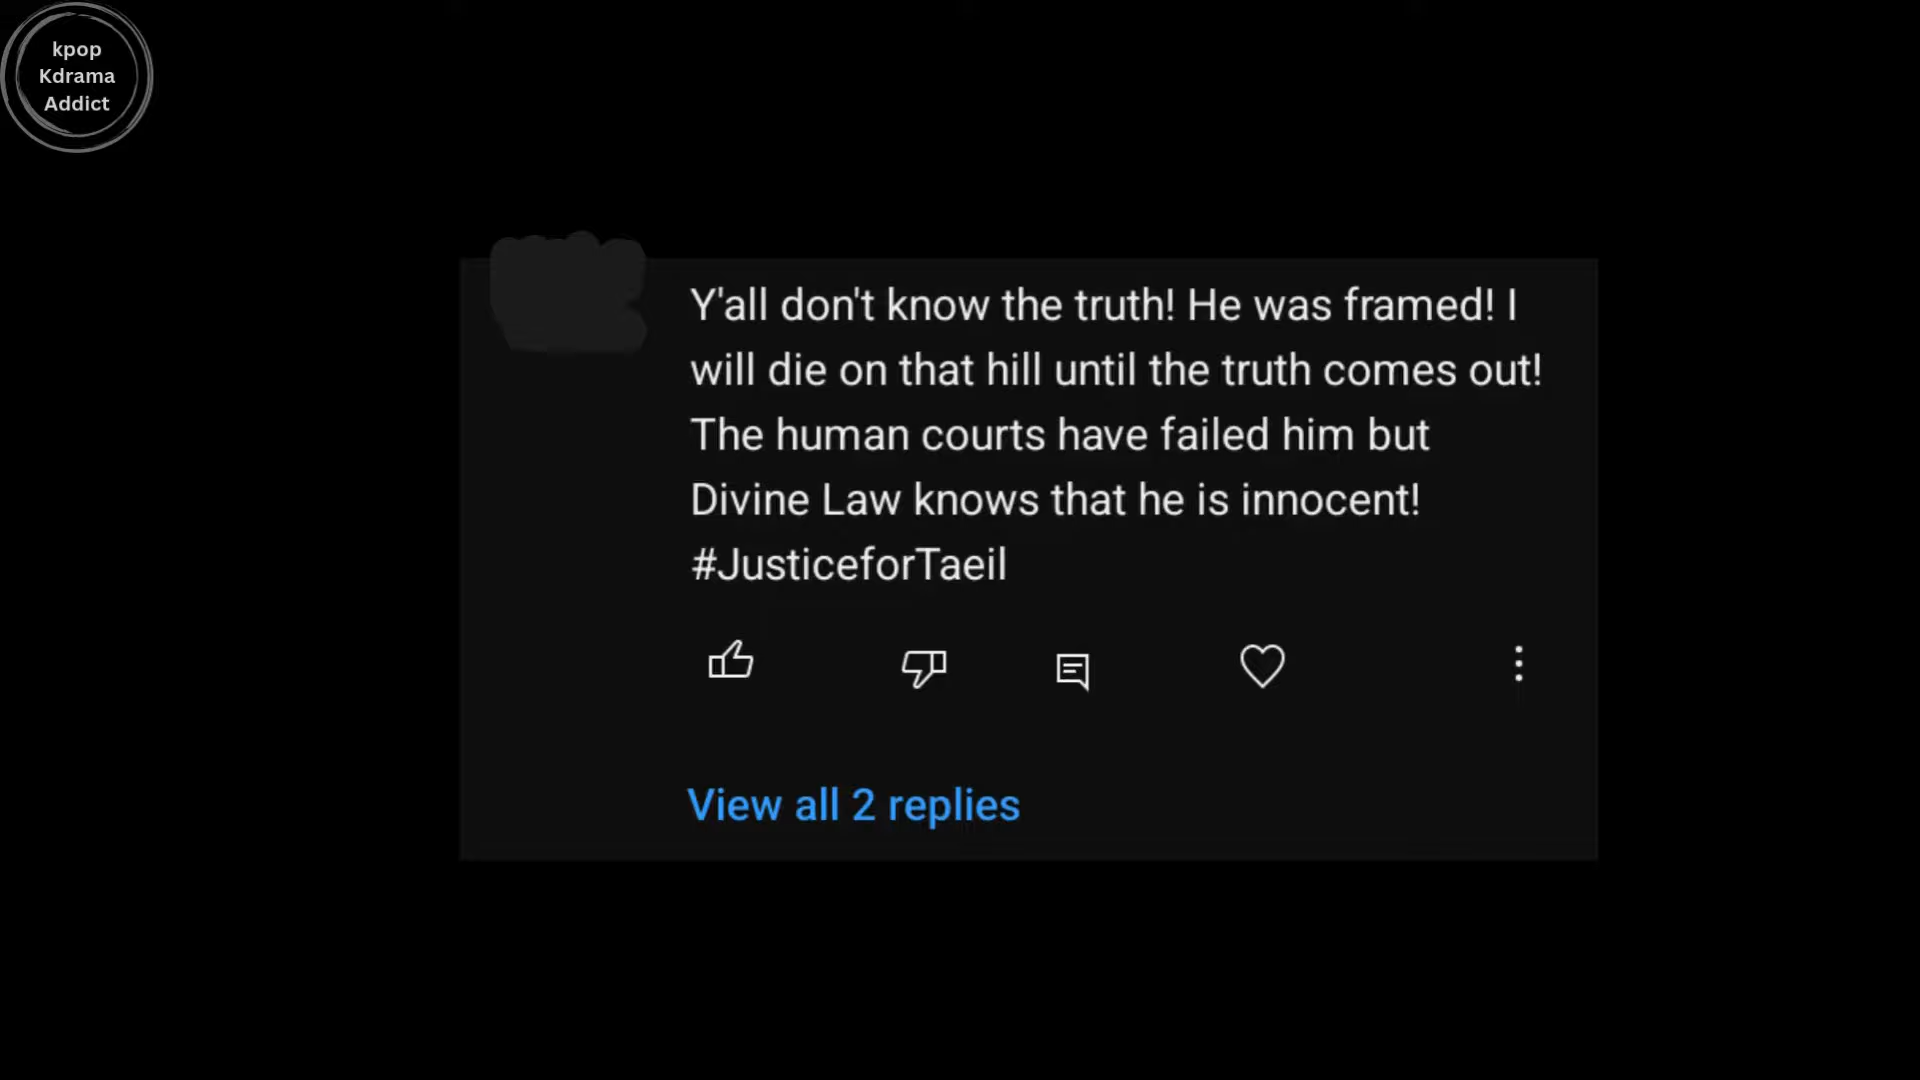 kpop
Kdrama
Addict
Y'all don't know the truth! He was framed! I
will die on that hill until the truth comes out!
The human courts have failed him but
Divine Law knows that he is innocent!
#JusticeforTaeil
View all 2 replies